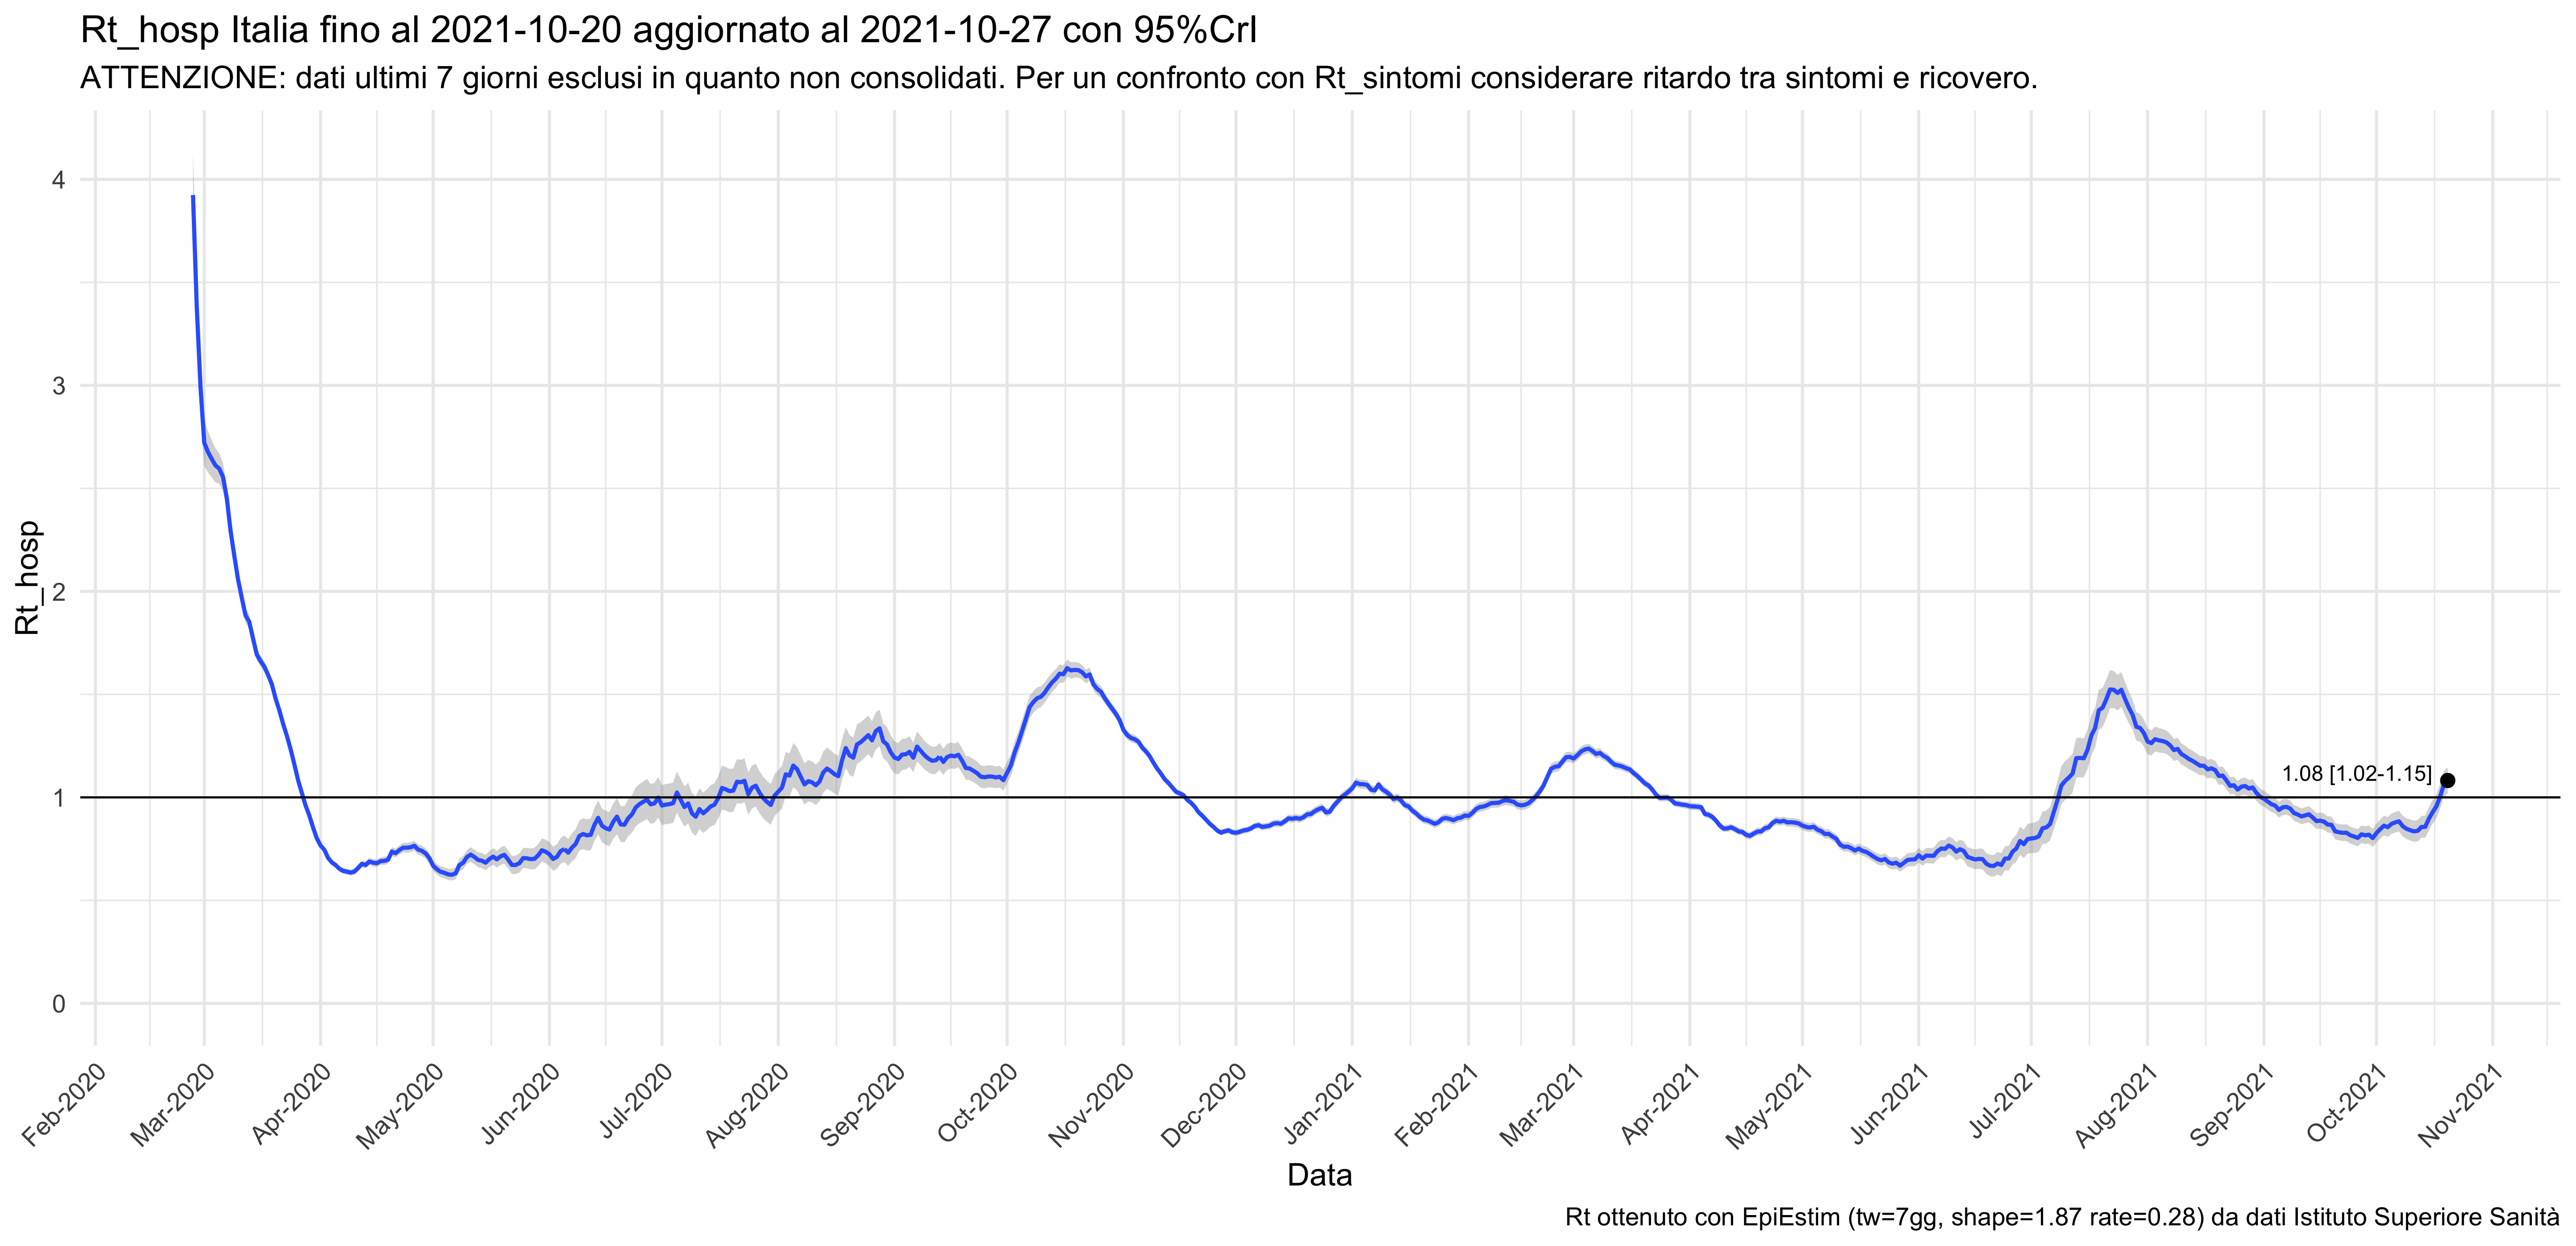 Rt_hosp Italia fino al 2021-10-20 aggiornato al 2021-10-27 con 95%CrI
ATTENZIONE: dati ultimi 7 giorni esclusi in quanto non consolidati. Per un confronto con Rt_sintomi considerare ritardo tra sintomi e ricovero.
Rt_hosp
4
3
2
1
0
1.08 [1.02-1.15]
Feb-2020
Mar-2020
Apr-2020
May-2020
Jun-2020
Jul-2020
Aug-2020
Sep-2020
Oct-2020
Nov-2020
Dec-2020
Jan-2021
Feb-2021
Mar-2021
Apr-2021
May-2021
Jun-2021
Jul-2021
Aug-2021
Sep-2021
Oct-2021
Nov-2021
Data
Rt ottenuto con EpiEstim (tw=7gg, shape=1.87 rate=0.28) da dati Istituto Superiore Sanità